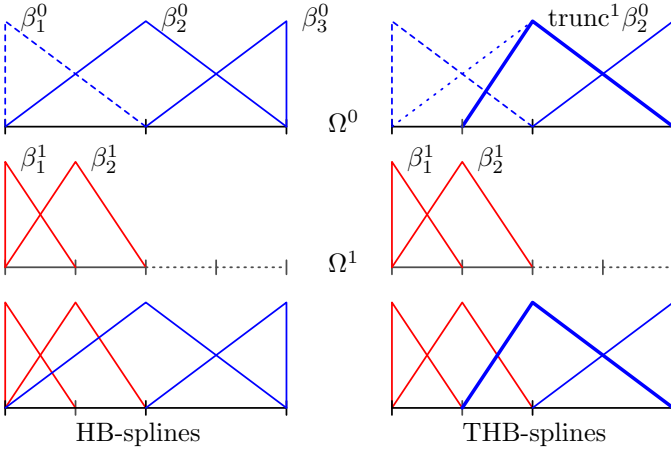 β₁⁰ β₂⁰ β₃⁰ trunc¹β₂⁰
Ω⁰
β₁¹ β₂¹ β₁¹ β₂¹
Ω¹
HB-splines THB-splines